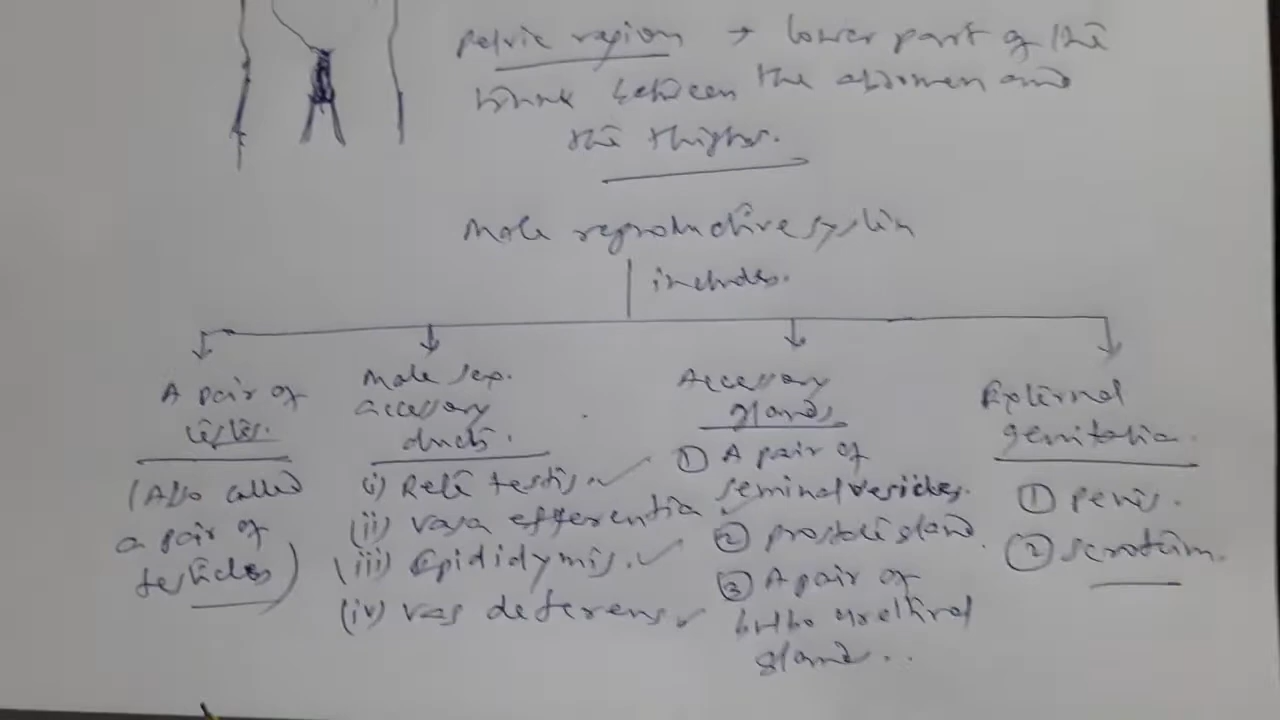 pelvic region → lower part of the
between the abdomen and
the thighs.
male reproductive system
includes.
A pair of
testes.
(Also called
a pair of
testicles)
male sex.
accessory
ducts.
(i) Rete testis
(ii) vasa efferentia
(iii) Epididymis.
(iv) vas deferens
Accessory
glands
① A pair of
seminal vesicles.
② prostate gland.
③ A pair of
bulbo urethral
gland..
External
genitalia.
① penis.
② scrotum.